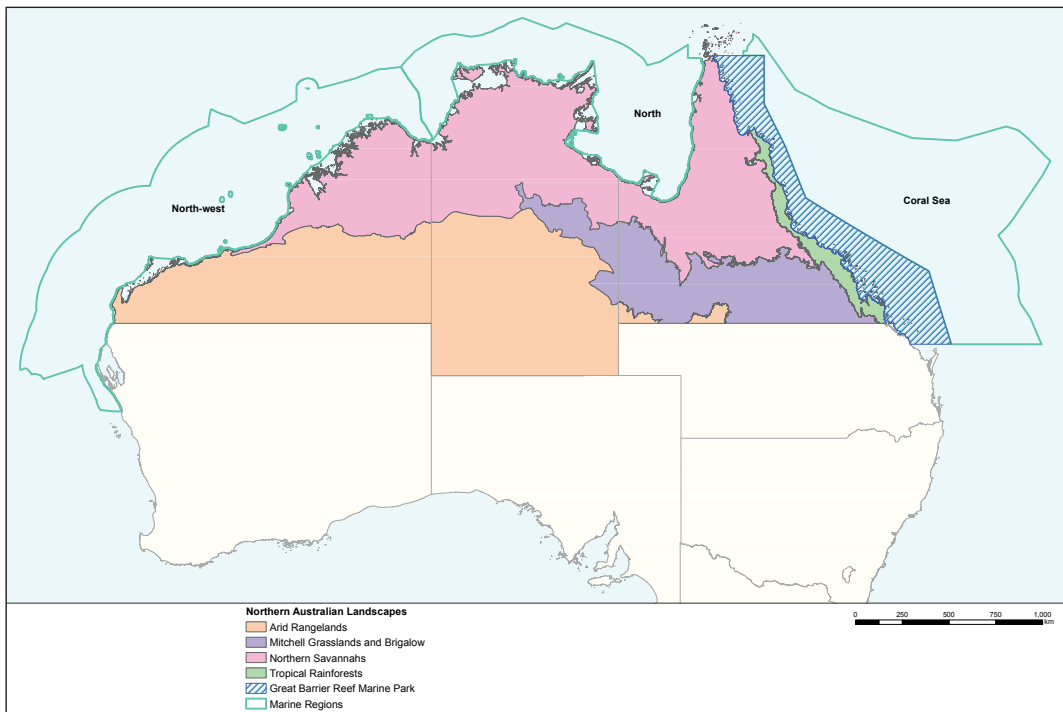 North
North-west
Coral Sea
Northern Australian Landscapes
Arid Rangelands
Mitchell Grasslands and Brigalow
Northern Savannahs
Tropical Rainforests
Great Barrier Reef Marine Park
Marine Regions
0 250 500 750 1,000
km